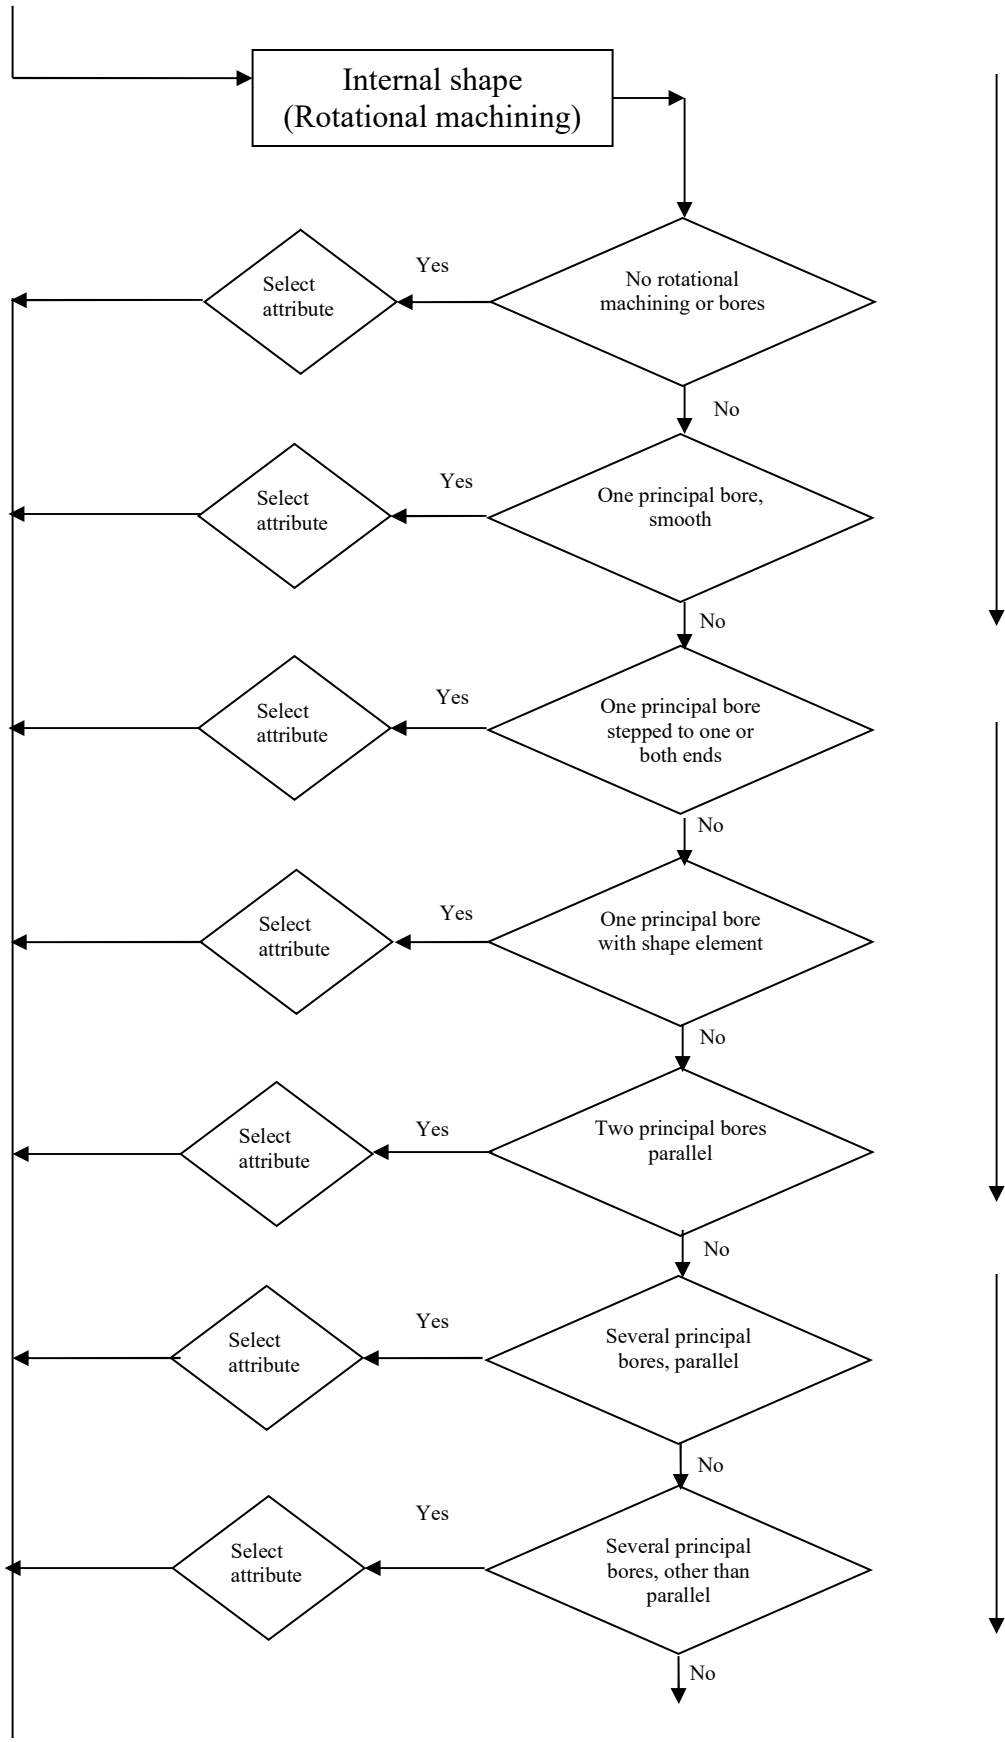 Internal shape
(Rotational machining)
Yes
Select
attribute
No rotational
machining or bores
No
Yes
Select
attribute
One principal bore,
smooth
No
Yes
Select
attribute
One principal bore
stepped to one or
both ends
No
Yes
Select
attribute
One principal bore
with shape element
No
Yes
Select
attribute
Two principal bores
parallel
No
Yes
Select
attribute
Several principal
bores, parallel
No
Yes
Select
attribute
Several principal
bores, other than
parallel
No